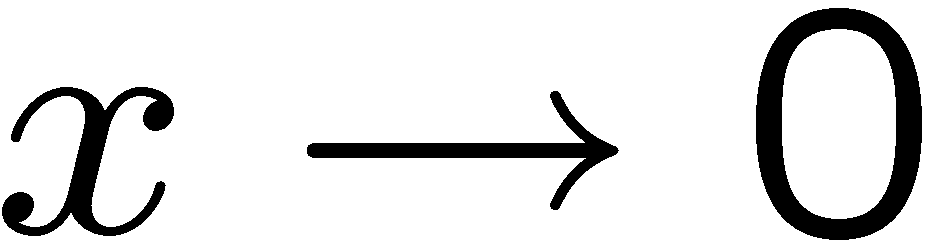 x → 0